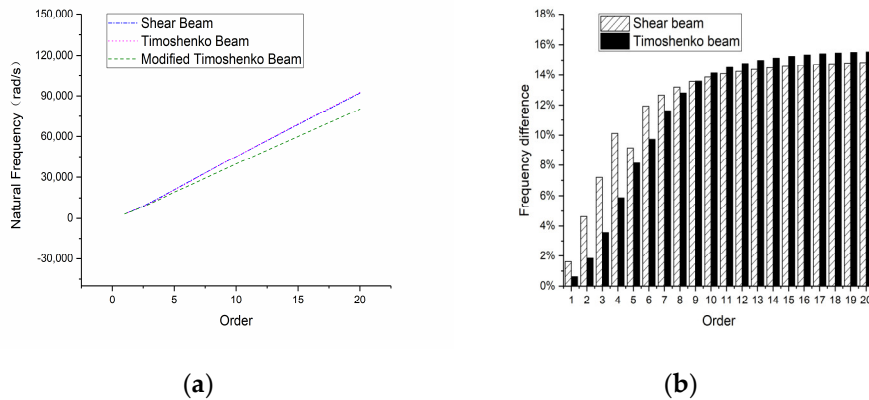 150,000
120,000
90,000
60,000
30,000
0
-30,000
Natural Frequency（rad/s）
Shear Beam
Timoshenko Beam
Modified Timoshenko Beam
0
5
10
15
20
Order
(a)
18%
16%
14%
12%
10%
8%
6%
4%
2%
0%
Frequency difference
Shear beam
Timoshenko beam
1 2 3 4 5 6 7 8 9 10 11 12 13 14 15 16 17 18 19 20
Order
(b)